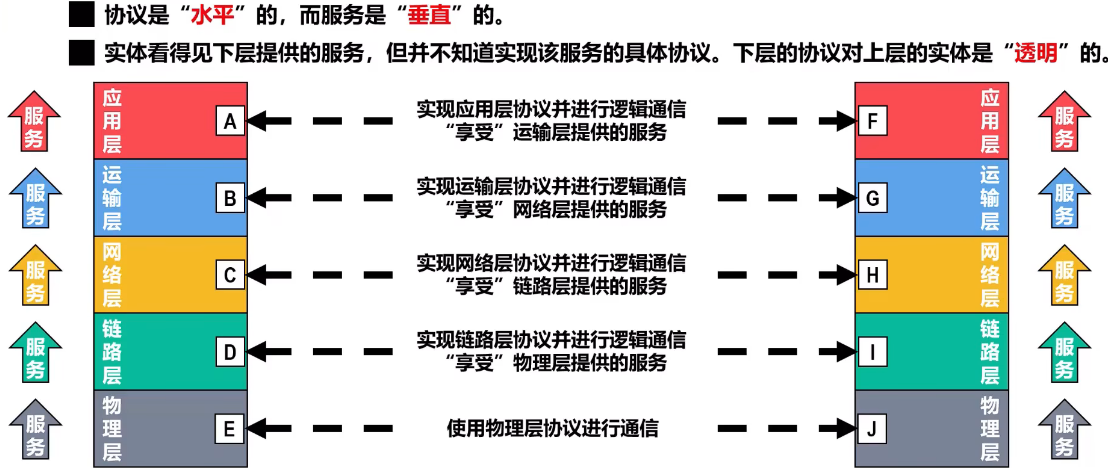 协议是“水平”的，而服务是“垂直”的。
实体看得见下层提供的服务，但并不知道实现该服务的具体协议。下层的协议对上层的实体是“透明”的。
服务
应用层
A
实现应用层协议并进行逻辑通信
“享受”运输层提供的服务
F
应用层
服务
服务
运输层
B
实现运输层协议并进行逻辑通信
“享受”网络层提供的服务
G
运输层
服务
服务
网络层
C
实现网络层协议并进行逻辑通信
“享受”链路层提供的服务
H
网络层
服务
服务
链路层
D
实现链路层协议并进行逻辑通信
“享受”物理层提供的服务
I
链路层
服务
服务
物理层
E
使用物理层协议进行通信
J
物理层
服务